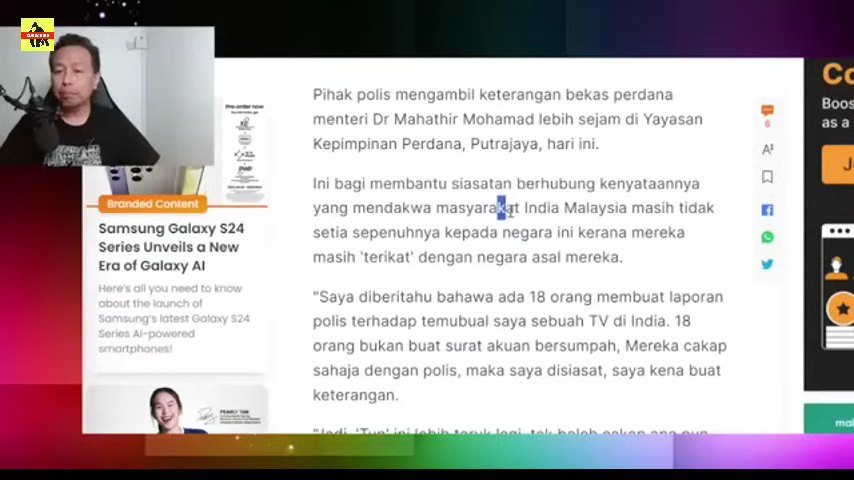 Pihak polis mengambil keterangan bekas perdana
menteri Dr Mahathir Mohamad lebih sejam di Yayasan
Kepimpinan Perdana, Putrajaya, hari ini.
Ini bagi membantu siasatan berhubung kenyataannya
yang mendakwa masyarakat India Malaysia masih tidak
setia sepenuhnya kepada negara ini kerana mereka
masih 'terikat' dengan negara asal mereka.
"Saya diberitahu bahawa ada 18 orang membuat laporan
polis terhadap temubual saya sebuah TV di India. 18
orang bukan buat surat akuan bersumpah, Mereka cakap
sahaja dengan polis, maka saya disiasat, saya kena buat
keterangan.
Pre-order now
Branded Content
Samsung Galaxy S24
Series Unveils a New
Era of Galaxy AI
Here's all you need to know
about the launch of
Samsung's latest Galaxy S24
Series AI-powered
smartphones!
PEARLY TAN
6
Co
Boos
as a
J
mal